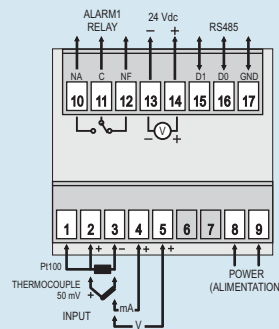 ALARM1 24 Vdc RS485
RELAY − +
NA C NF D1 D0 GND
10 11 12 13 14 15 16 17
− V +
1 2 3 4 5 6 7 8 9
+ − + +
Pt100
THERMOCOUPLE
50 mV +
INPUT
mA
V
POWER
(ALIMENTATION)